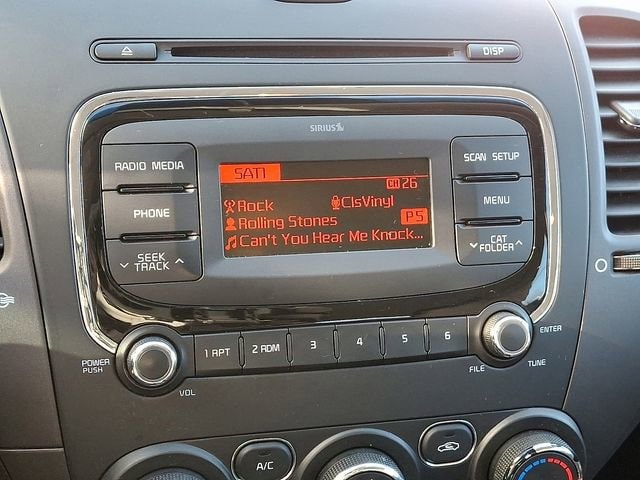 DISP
SIRIUS
RADIO MEDIA
SCAN SETUP
SAT1
CH 26
Rock ClsVinyl
Rolling Stones P5
Can't You Hear Me Knock...
PHONE
MENU
SEEK
TRACK
CAT
FOLDER
1 RPT 2 RDM 3 4 5 6
ENTER
POWER
PUSH
VOL
FILE
TUNE
A/C